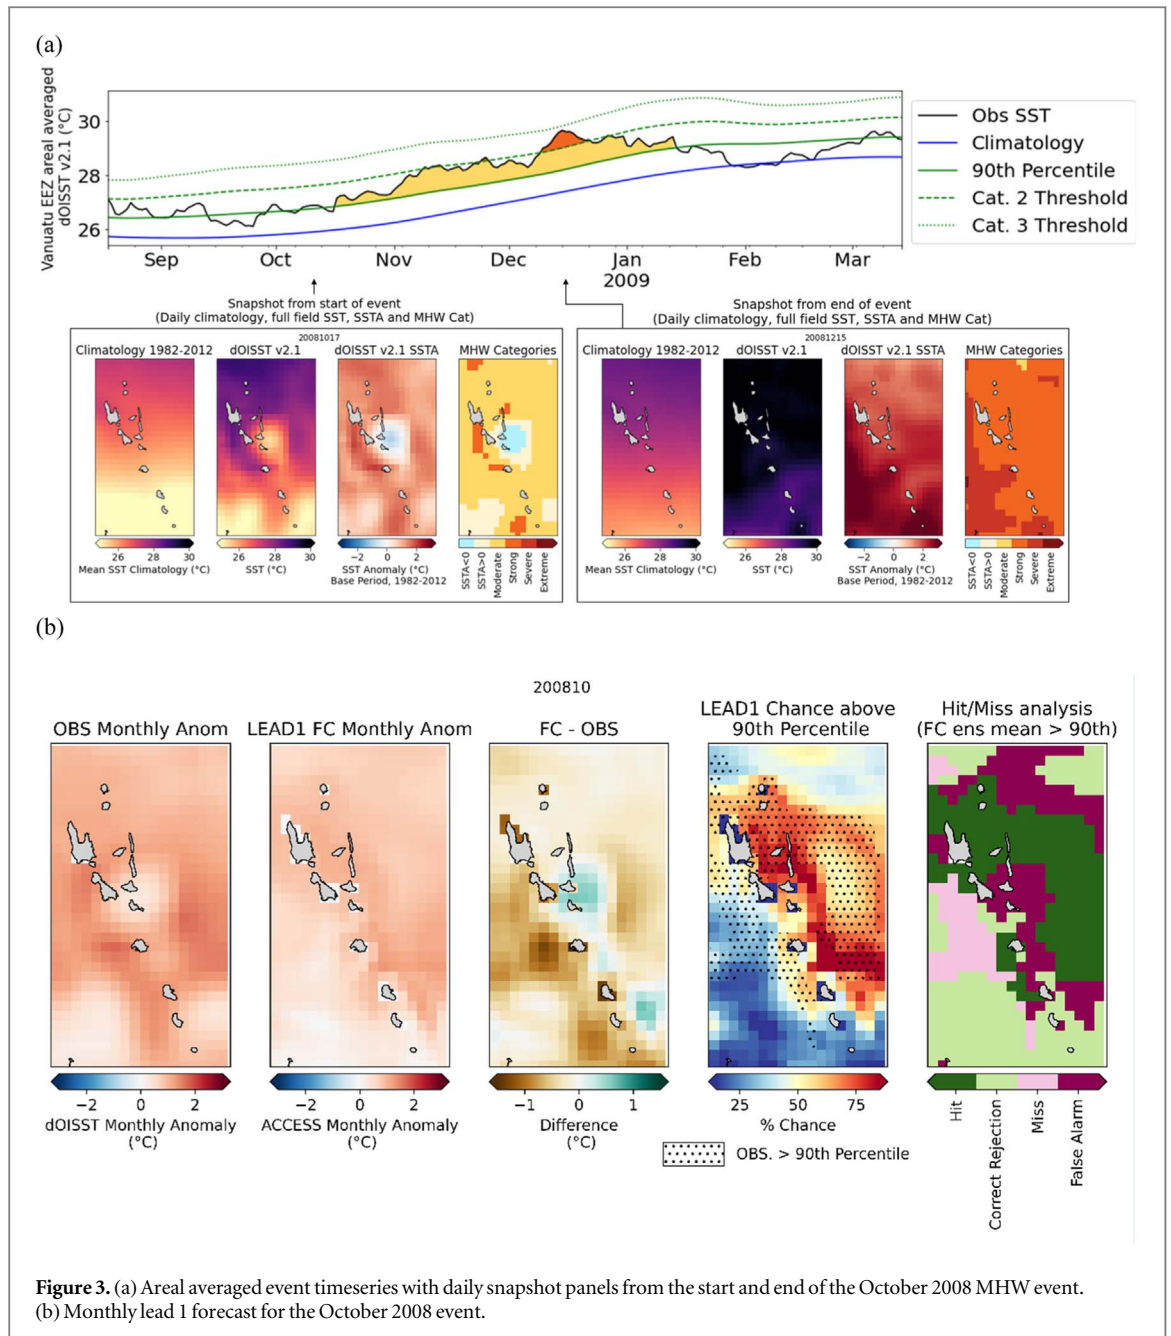 (a)
Vanuatu EEZ areal averaged
dOISST v2.1 (°C)
30
28
26
Sep
Oct
Nov
Dec
Jan
2009
Feb
Mar
Obs SST
Climatology
90th Percentile
Cat. 2 Threshold
Cat. 3 Threshold
Snapshot from start of event
(Daily climatology, full field SST, SSTA and MHW Cat)
20081017
Climatology 1982-2012
dOISST v2.1
dOISST v2.1 SSTA
MHW Categories
26 28 30
Mean SST Climatology (°C)
26 28 30
SST (°C)
−2 0 2
SST Anomaly (°C)
Base Period, 1982-2012
SSTA<0
SSTA>0
Moderate
Strong
Severe
Extreme
Snapshot from end of event
(Daily climatology, full field SST, SSTA and MHW Cat)
20081215
Climatology 1982-2012
dOISST v2.1
dOISST v2.1 SSTA
MHW Categories
26 28 30
Mean SST Climatology (°C)
26 28 30
SST (°C)
−2 0 2
SST Anomaly (°C)
Base Period, 1982-2012
SSTA<0
SSTA>0
Moderate
Strong
Severe
Extreme
(b)
200810
OBS Monthly Anom
−2 0 2
dOISST Monthly Anomaly
(°C)
LEAD1 FC Monthly Anom
−2 0 2
ACCESS Monthly Anomaly
(°C)
FC - OBS
−1 0 1
Difference
(°C)
LEAD1 Chance above
90th Percentile
25 50 75
% Chance
OBS. > 90th Percentile
Hit/Miss analysis
(FC ens mean > 90th)
Hit
Correct Rejection
Miss
False Alarm
Figure 3. (a) Areal averaged event timeseries with daily snapshot panels from the start and end of the October 2008 MHW event.
(b) Monthly lead 1 forecast for the October 2008 event.